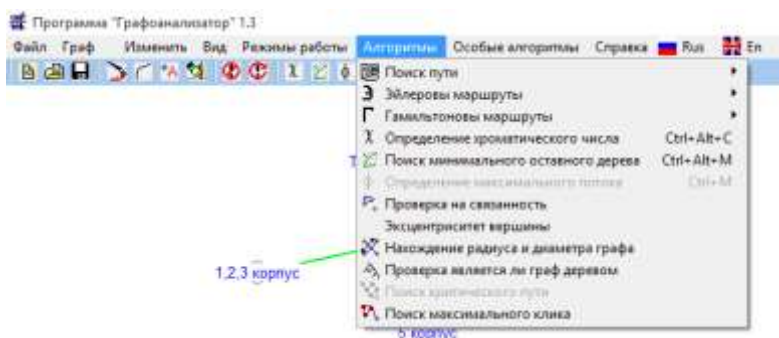 Программа "Графоанализатор" 1.3
Файл Граф Изменить Вид Режимы работы Алгоритмы Особые алгоритмы Справка Rus En
Поиск пути
Эйлеровы маршруты
Гамильтоновы маршруты
Определение хроматического числа Ctrl+Alt+C
Поиск минимального оставного дерева Ctrl+Alt+M
Определение максимального потока Ctrl+M
Проверка на связанность
Эксцентриситет вершины
Нахождение радиуса и диаметра графа
1,2,3 корпус
Проверка является ли граф деревом
Поиск критического пути
Поиск максимального клика
5 корпус